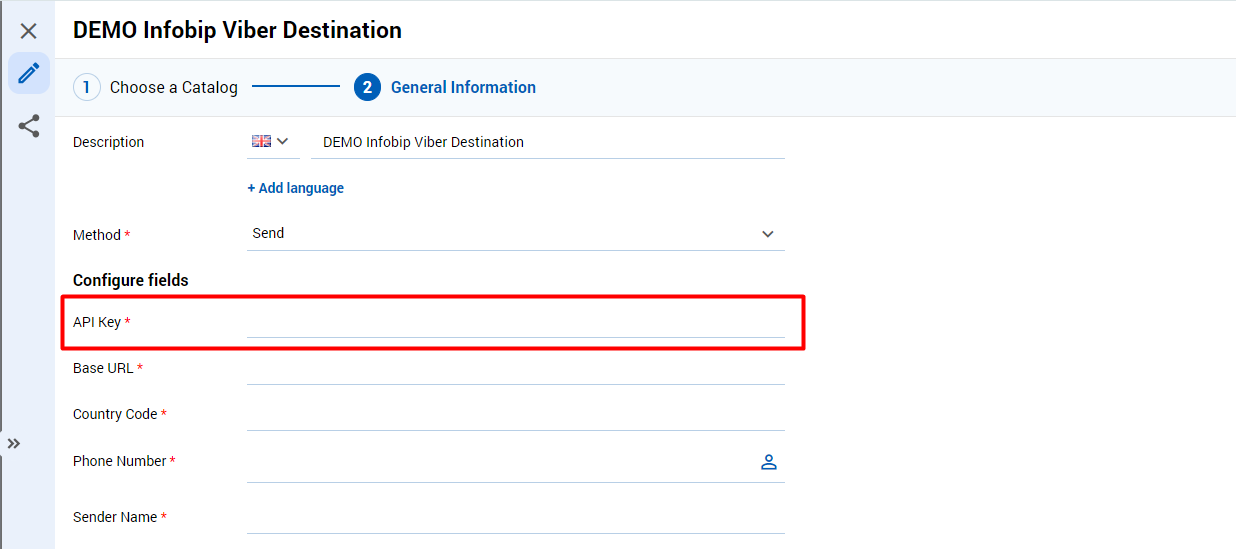 DEMO Infobip Viber Destination
1 Choose a Catalog 2 General Information
Description DEMO Infobip Viber Destination
+ Add language
Method * Send
Configure fields
API Key *
Base URL *
Country Code *
Phone Number *
Sender Name *